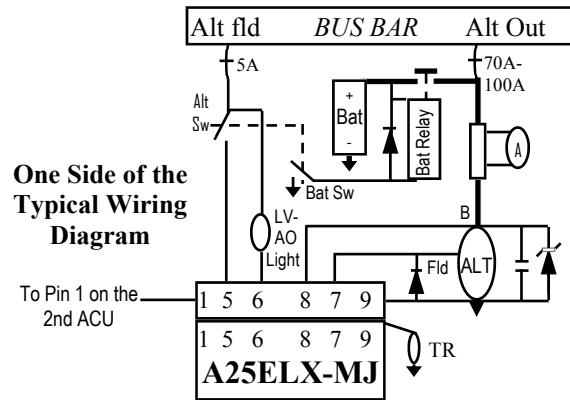 Alt fld BUS BAR Alt Out
5A
70A-
100A
Alt
Sw
+
Bat
-
Bat Relay
A
One Side of the
Typical Wiring
Diagram
Bat Sw
LV-
AO
Light
B
Fld
ALT
To Pin 1 on the
2nd ACU
1 5 6 8 7 9
1 5 6 8 7 9
A25ELX-MJ
TR